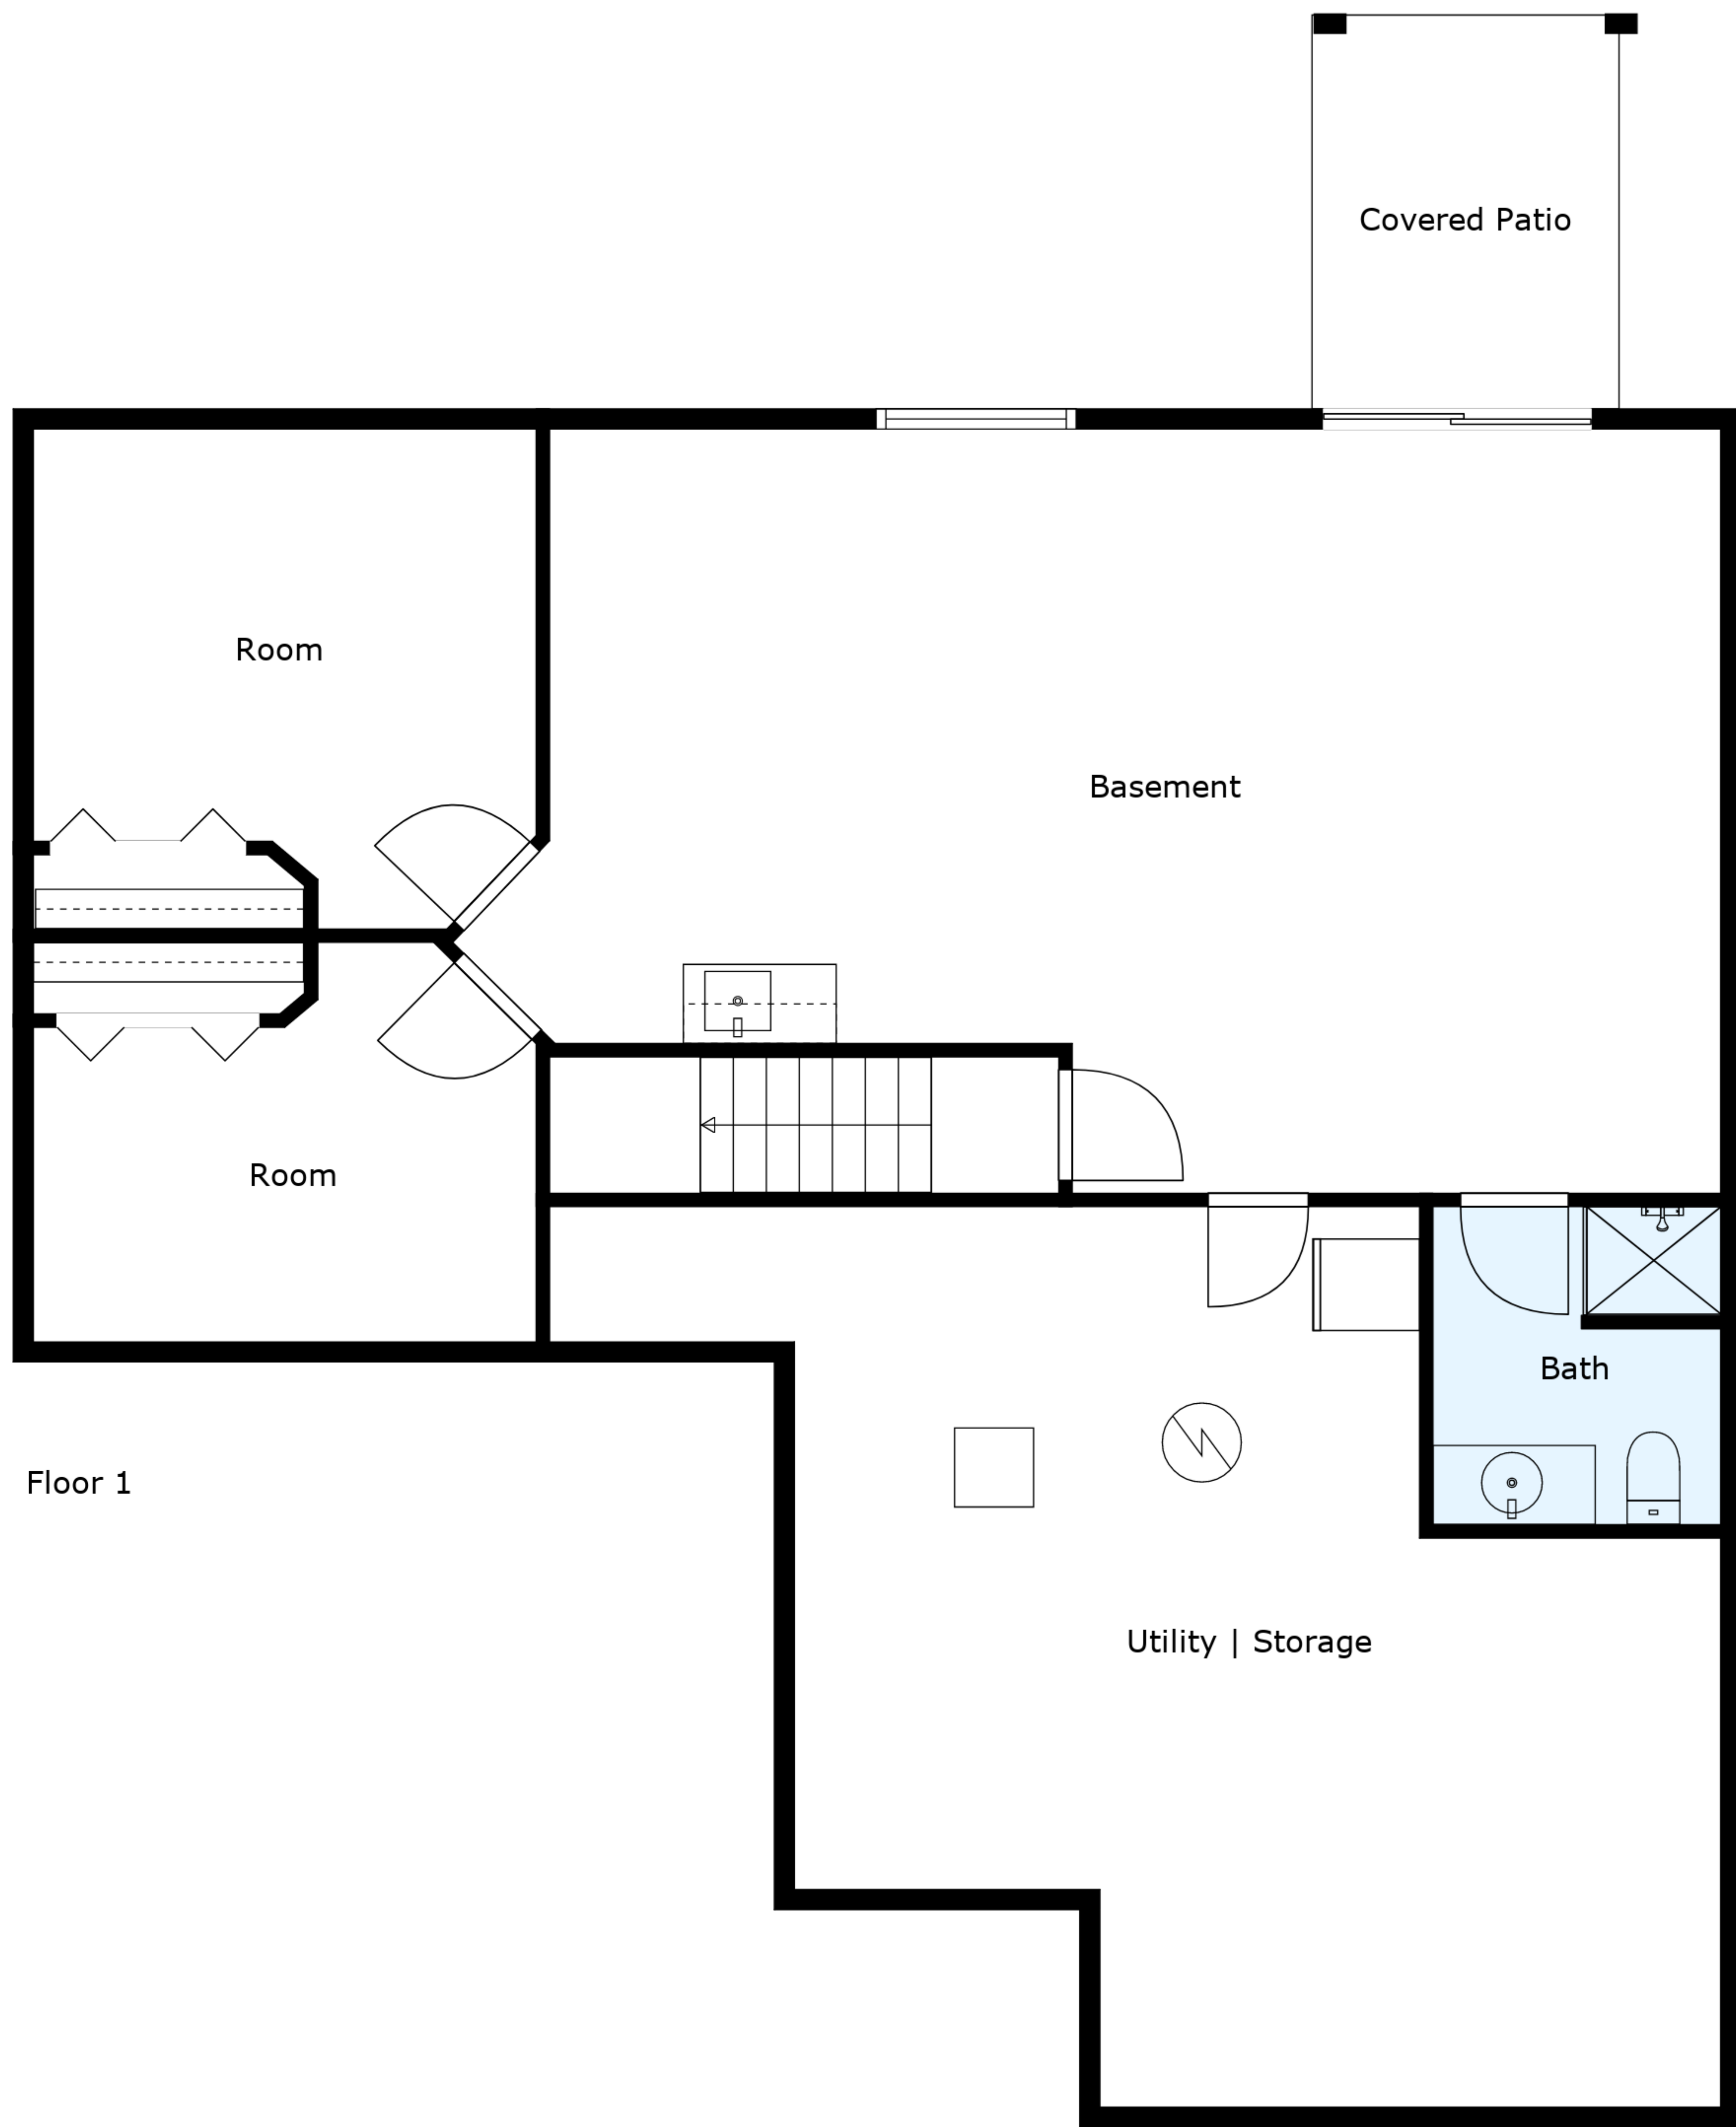 Covered Patio
Room
Basement
Room
Bath
Floor 1
Utility | Storage